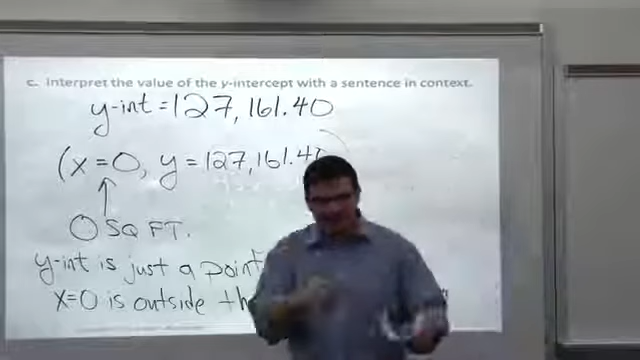 c. Interpret the value of the y-intercept with a sentence in context.
y-int = 127,161.40
(x=0, y=127,161.4
0 SQ FT.
y-int is just a point
x=0 is outside